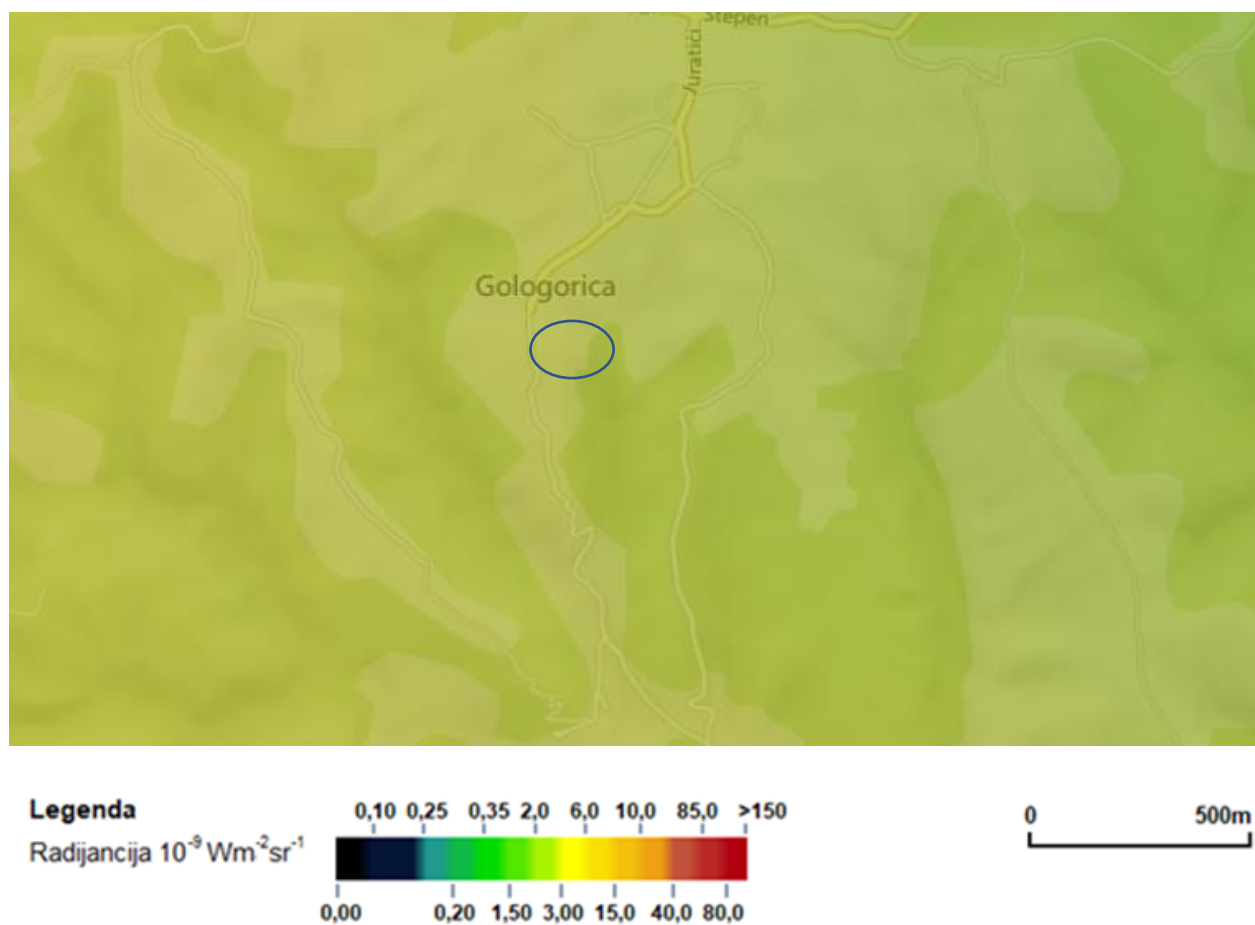 Stepen
Juratići
Gologorica
Legenda
0,10 0,25 0,35 2,0 6,0 10,0 85,0 >150
Radijancija 10⁻⁹ Wm⁻²sr⁻¹
0,00 0,20 1,50 3,00 15,0 40,0 80,0
0 500m